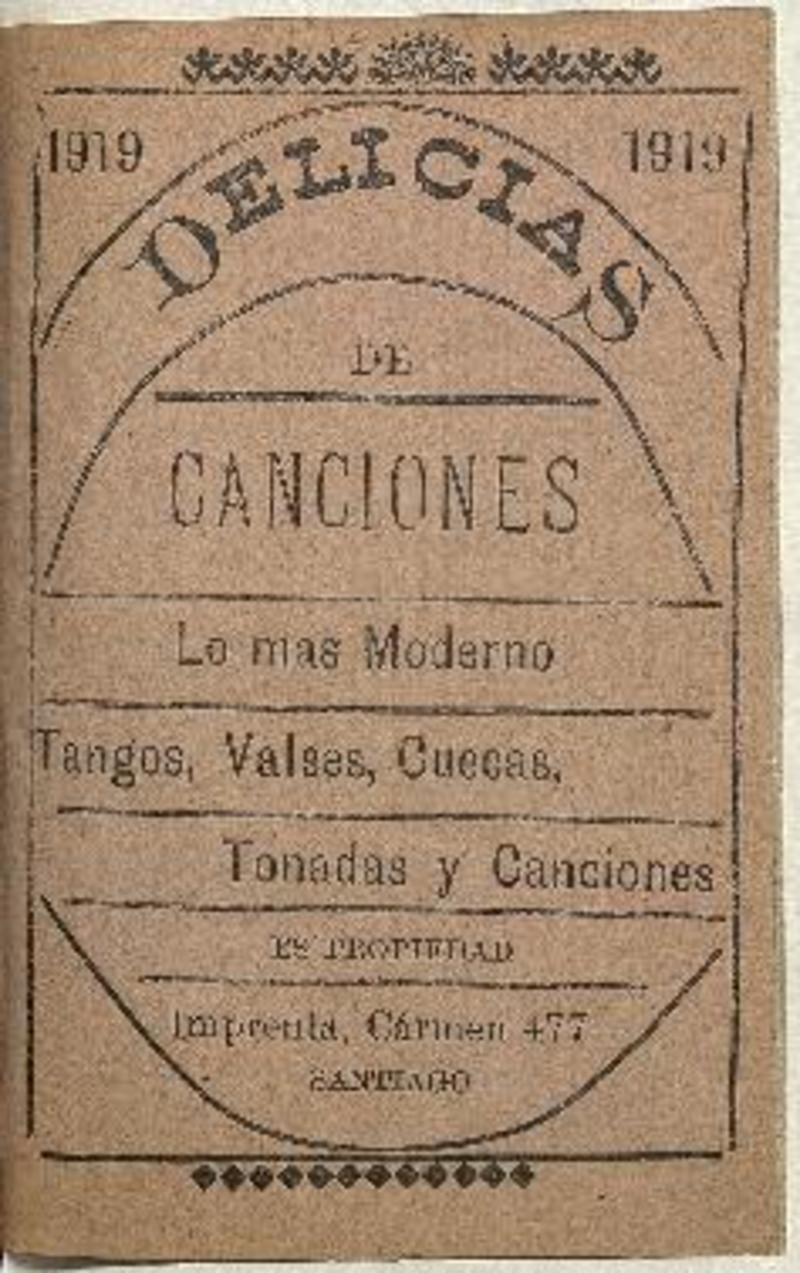 1919 1919
DELICIAS
DE
CANCIONES
Lo mas Moderno
Tangos, Valses, Cuecas,
Tonadas y Canciones
ES PROPIEDAD
Imprenta, Cármen 477
SANTIAGO